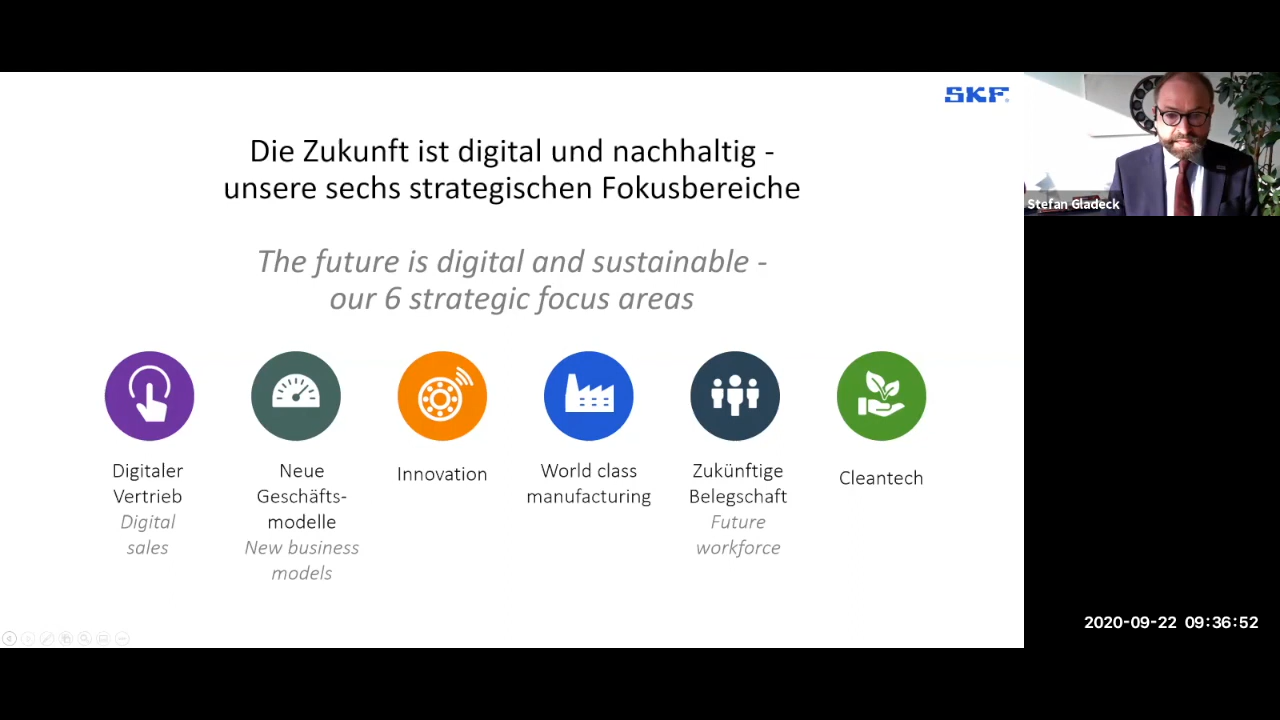 SKF
Die Zukunft ist digital und nachhaltig -
unsere sechs strategischen Fokusbereiche
The future is digital and sustainable -
our 6 strategic focus areas
Digitaler
Vertrieb
Digital
sales
Neue
Geschäfts-
modelle
New business
models
Innovation
World class
manufacturing
Zukünftige
Belegschaft
Future
workforce
Cleantech
Stefan Gladeck
2020-09-22 09:36:52